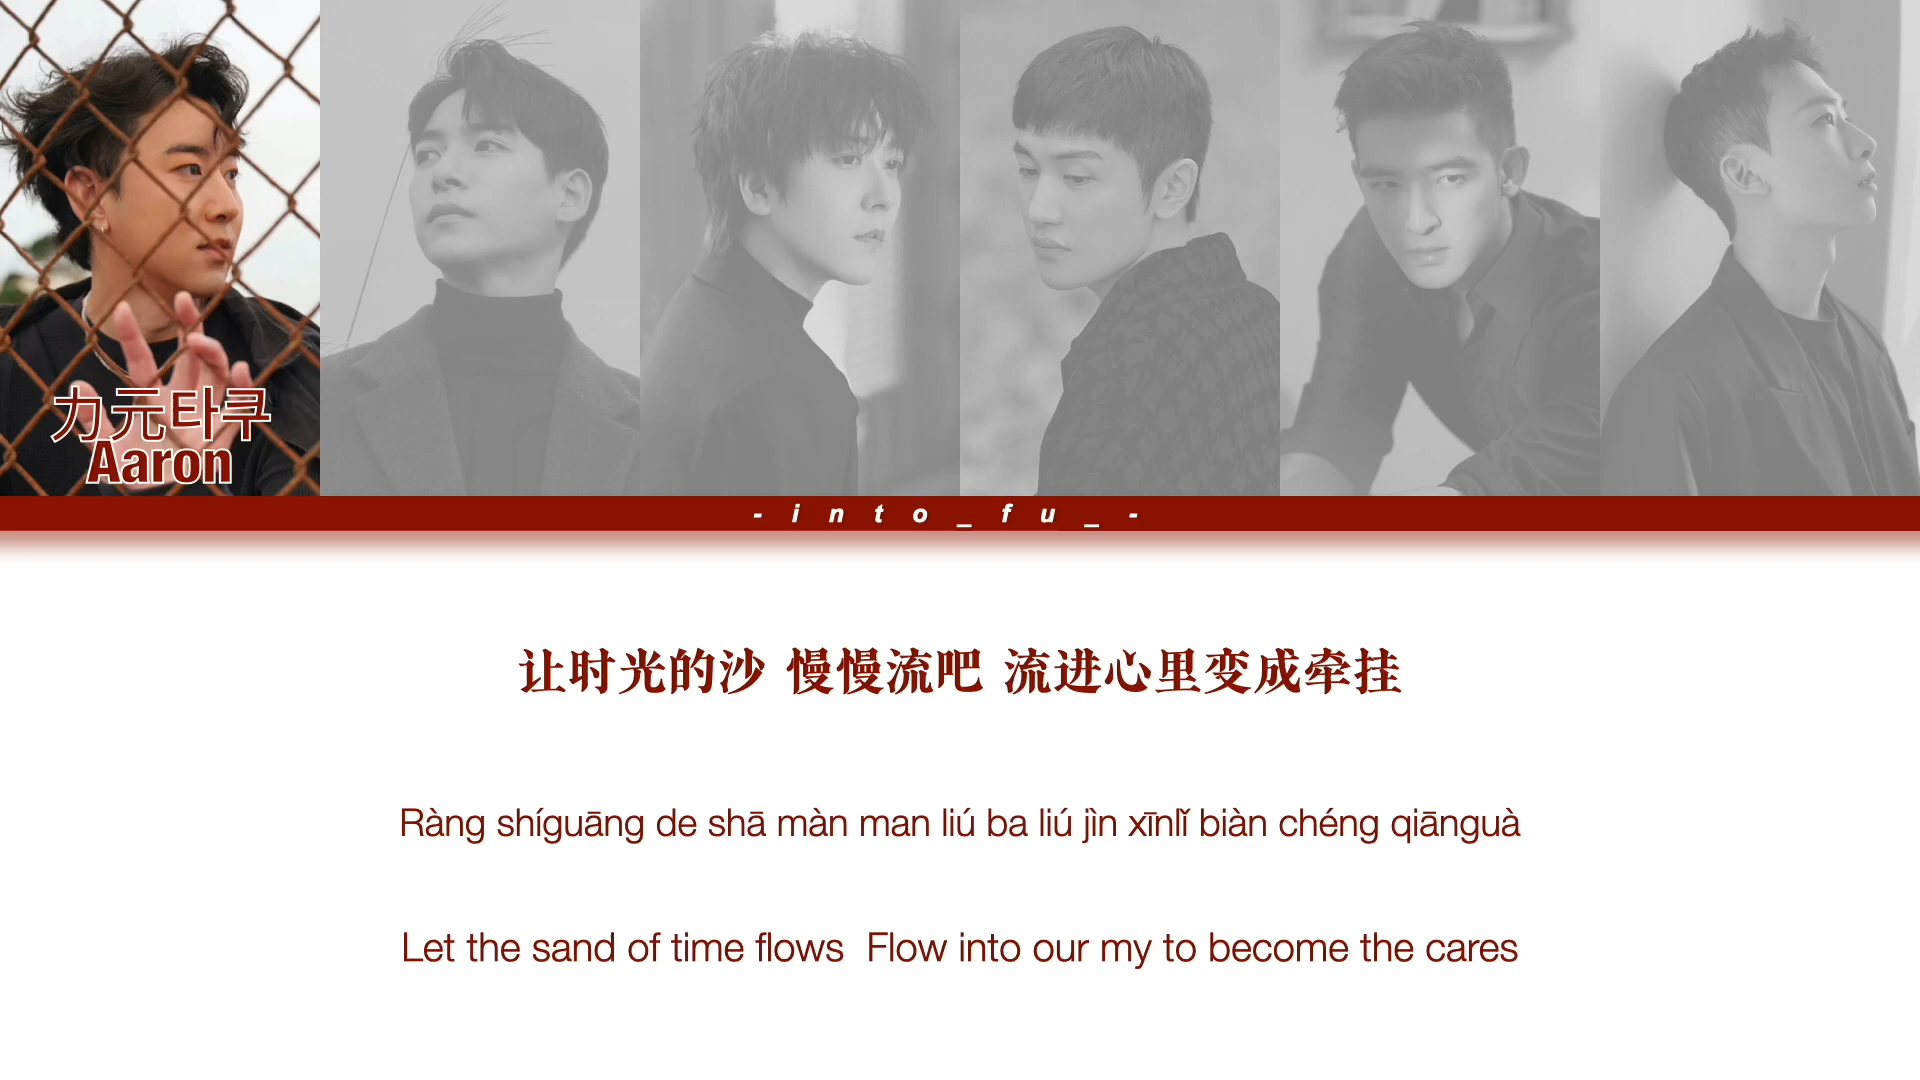 力元타쿠
Aaron
- i n t o _ f u _ -
让时光的沙 慢慢流吧 流进心里变成牵挂
Ràng shíguāng de shā màn man liú ba liú jìn xīnlǐ biàn chéng qiānguà
Let the sand of time flows  Flow into our my to become the cares